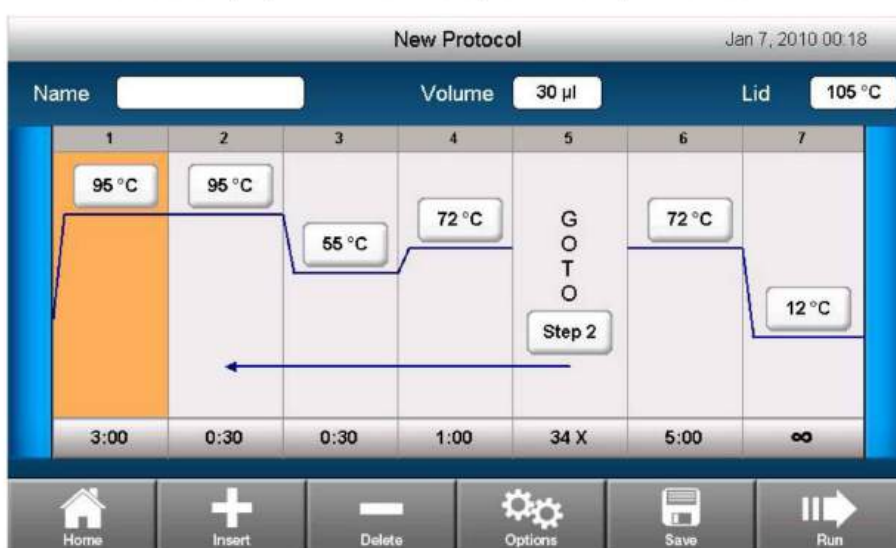 New Protocol Jan 7, 2010 00:18
Name Volume 30 µl Lid 105 °C
1 2 3 4 5 6 7
95 °C 95 °C 55 °C 72 °C GOTO Step 2 72 °C 12 °C
3:00 0:30 0:30 1:00 34 X 5:00 ∞
Home Insert Delete Options Save Run